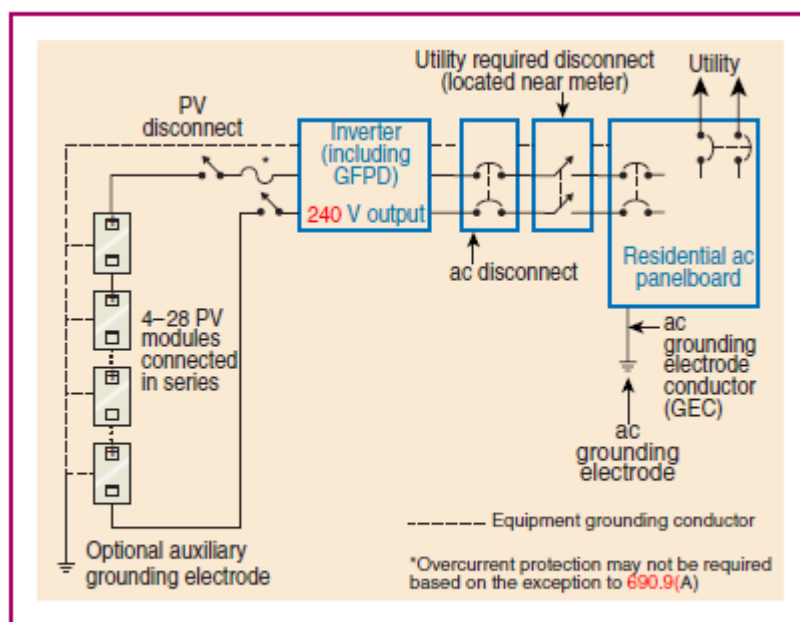 Utility required disconnect
(located near meter)
Utility
PV
disconnect
*
Inverter
(including
GFPD)
240 V output
ac disconnect
Residential ac
panelboard
4–28 PV
modules
connected
in series
ac
grounding
electrode
conductor
(GEC)
ac
grounding
electrode
Optional auxiliary
grounding electrode
Equipment grounding conductor
*Overcurrent protection may not be required
based on the exception to 690.9(A)